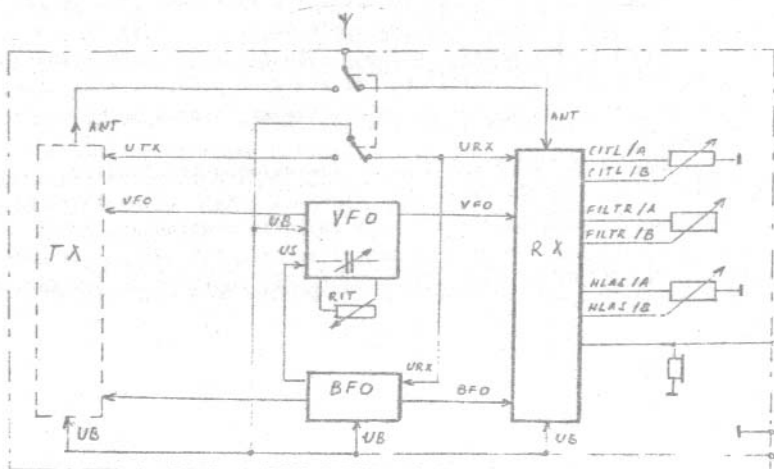 ANT
ANT
UTX
URX
CITL/A
CITL/B
VFO
VFO
VFO
UB
US
TX
RX
FILTR/A
FILTR/B
RIT
HLAS/A
HLAS/B
URX
BFO
BFO
UB
UB
UB